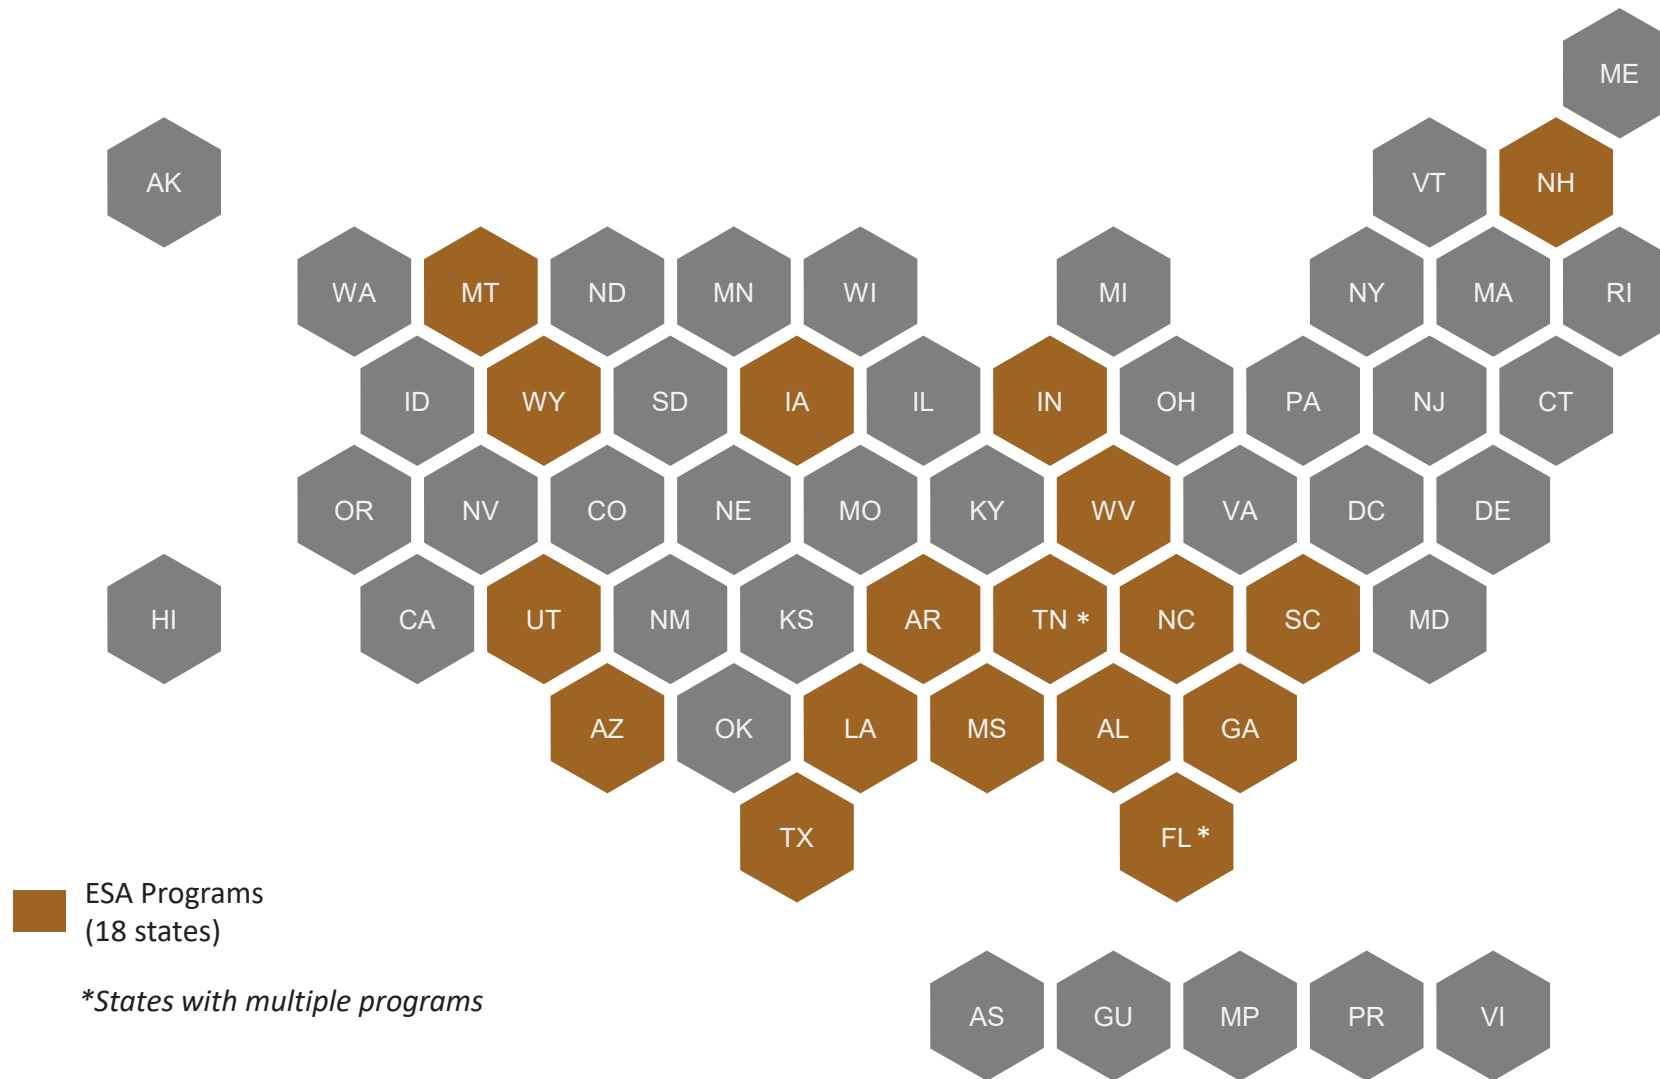 ME
AK
VT
NH
WA
MT
ND
MN
WI
MI
NY
MA
RI
ID
WY
SD
IA
IL
IN
OH
PA
NJ
CT
OR
NV
CO
NE
MO
KY
WV
VA
DC
DE
HI
CA
UT
NM
KS
AR
TN *
NC
SC
MD
AZ
OK
LA
MS
AL
GA
TX
FL *
ESA Programs
(18 states)
*States with multiple programs
AS
GU
MP
PR
VI